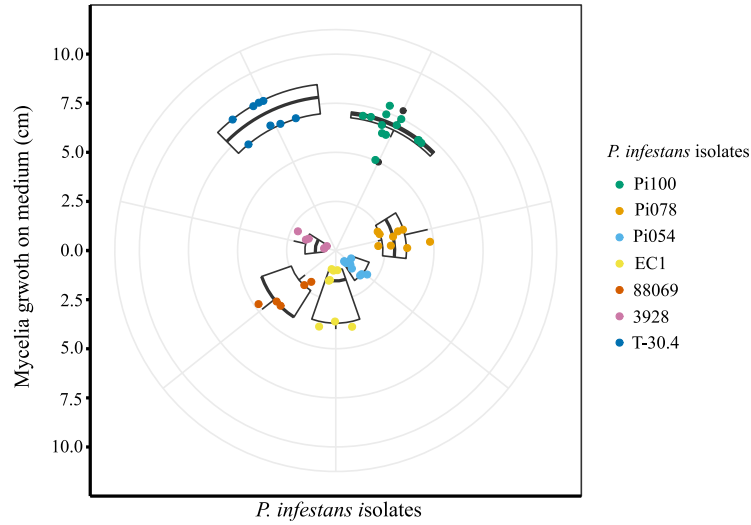 Mycelia grwoth on medium (cm)
10.0
7.5
5.0
2.5
0.0
2.5
5.0
7.5
10.0
P. infestans isolates
P. infestans isolates
Pi100
Pi078
Pi054
EC1
88069
3928
T-30.4